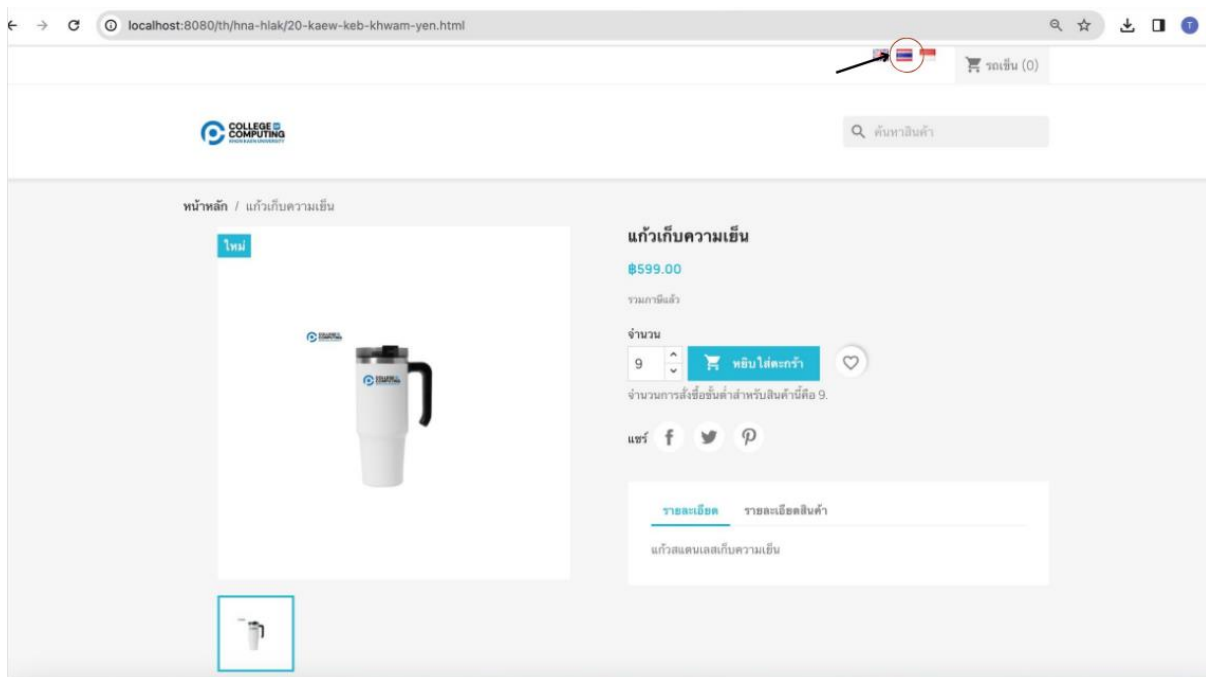 localhost:8080/th/hna-hlak/20-kaew-keb-khwam-yen.html
T
รถเข็น (0)
COLLEGE OF
COMPUTING
KHON KAEN UNIVERSITY
ค้นหาสินค้า
หน้าหลัก / แก้วเก็บความเย็น
ใหม่
แก้วเก็บความเย็น
฿599.00
รวมภาษีแล้ว
จำนวน
9
หยิบใส่ตะกร้า
จำนวนการสั่งซื้อขั้นต่ำสำหรับสินค้านี้คือ 9.
แชร์
รายละเอียด รายละเอียดสินค้า
แก้วสแตนเลสเก็บความเย็น